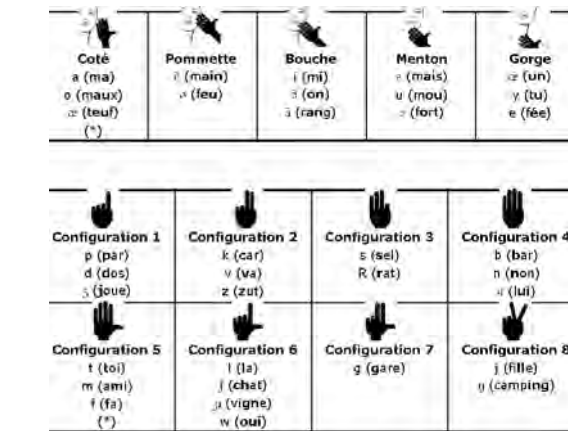 Coté
a (ma)
o (maux)
œ (teuf)
(*)
Pommette
ɛ̃ (main)
ø (feu)
Bouche
i (mi)
ɔ̃ (on)
ɑ̃ (rang)
Menton
ɛ (mais)
u (mou)
ɔ (fort)
Gorge
œ̃ (un)
y (tu)
e (fée)
Configuration 1
p (par)
d (dos)
ʒ (joue)
Configuration 2
k (car)
v (va)
z (zut)
Configuration 3
s (sel)
R (rat)
Configuration 4
b (bar)
n (non)
ɥ (lui)
Configuration 5
t (toi)
m (ami)
f (fa)
(*)
Configuration 6
l (la)
ʃ (chat)
ɲ (vigne)
w (oui)
Configuration 7
g (gare)
Configuration 8
j (fille)
ŋ (camping)